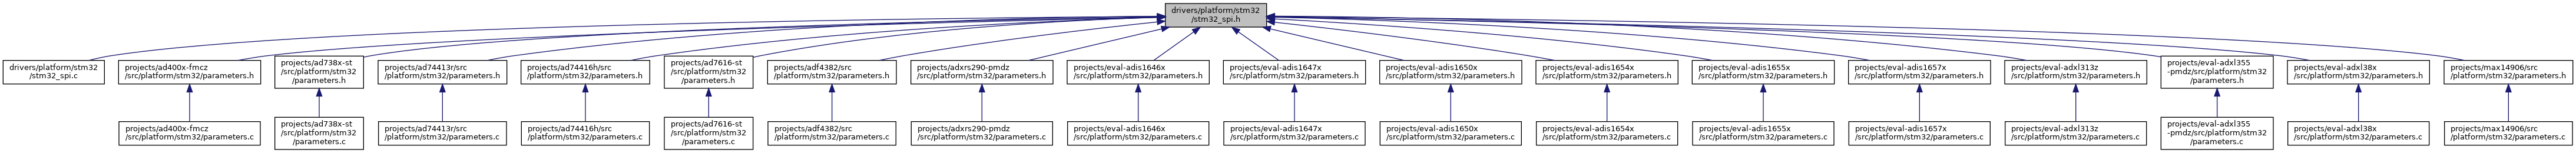 drivers/platform/stm32
/stm32_spi.h
drivers/platform/stm32
/stm32_spi.c
projects/ad400x-fmcz
/src/platform/stm32/parameters.h
projects/ad738x-st
/src/platform/stm32
/parameters.h
projects/ad74413r/src
/platform/stm32/parameters.h
projects/ad74416h/src
/platform/stm32/parameters.h
projects/ad7616-st
/src/platform/stm32
/parameters.h
projects/adf4382/src
/platform/stm32/parameters.h
projects/adxrs290-pmdz
/src/platform/stm32/parameters.h
projects/eval-adis1646x
/src/platform/stm32/parameters.h
projects/eval-adis1647x
/src/platform/stm32/parameters.h
projects/eval-adis1650x
/src/platform/stm32/parameters.h
projects/eval-adis1654x
/src/platform/stm32/parameters.h
projects/eval-adis1655x
/src/platform/stm32/parameters.h
projects/eval-adis1657x
/src/platform/stm32/parameters.h
projects/eval-adxl313z
/src/platform/stm32/parameters.h
projects/eval-adxl355
-pmdz/src/platform/stm32
/parameters.h
projects/eval-adxl38x
/src/platform/stm32/parameters.h
projects/max14906/src
/platform/stm32/parameters.h
projects/ad400x-fmcz
/src/platform/stm32/parameters.c
projects/ad738x-st
/src/platform/stm32
/parameters.c
projects/ad74413r/src
/platform/stm32/parameters.c
projects/ad74416h/src
/platform/stm32/parameters.c
projects/ad7616-st
/src/platform/stm32
/parameters.c
projects/adf4382/src
/platform/stm32/parameters.c
projects/adxrs290-pmdz
/src/platform/stm32/parameters.c
projects/eval-adis1646x
/src/platform/stm32/parameters.c
projects/eval-adis1647x
/src/platform/stm32/parameters.c
projects/eval-adis1650x
/src/platform/stm32/parameters.c
projects/eval-adis1654x
/src/platform/stm32/parameters.c
projects/eval-adis1655x
/src/platform/stm32/parameters.c
projects/eval-adis1657x
/src/platform/stm32/parameters.c
projects/eval-adxl313z
/src/platform/stm32/parameters.c
projects/eval-adxl355
-pmdz/src/platform/stm32
/parameters.c
projects/eval-adxl38x
/src/platform/stm32/parameters.c
projects/max14906/src
/platform/stm32/parameters.c